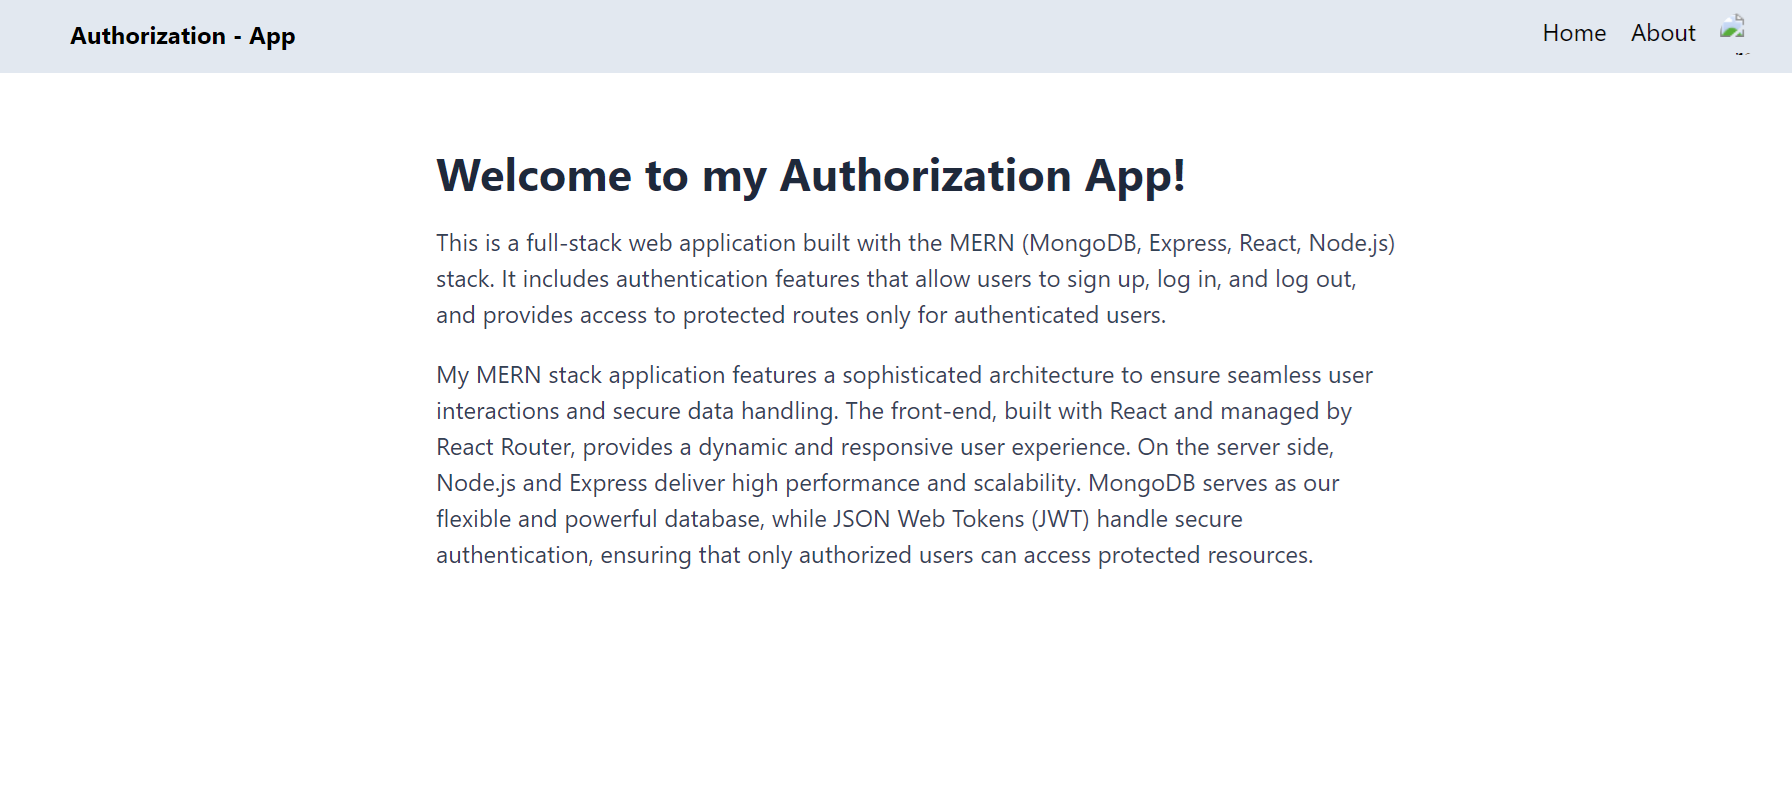 Authorization - App
Home About
Welcome to my Authorization App!
This is a full-stack web application built with the MERN (MongoDB, Express, React, Node.js)
stack. It includes authentication features that allow users to sign up, log in, and log out,
and provides access to protected routes only for authenticated users.
My MERN stack application features a sophisticated architecture to ensure seamless user
interactions and secure data handling. The front-end, built with React and managed by
React Router, provides a dynamic and responsive user experience. On the server side,
Node.js and Express deliver high performance and scalability. MongoDB serves as our
flexible and powerful database, while JSON Web Tokens (JWT) handle secure
authentication, ensuring that only authorized users can access protected resources.